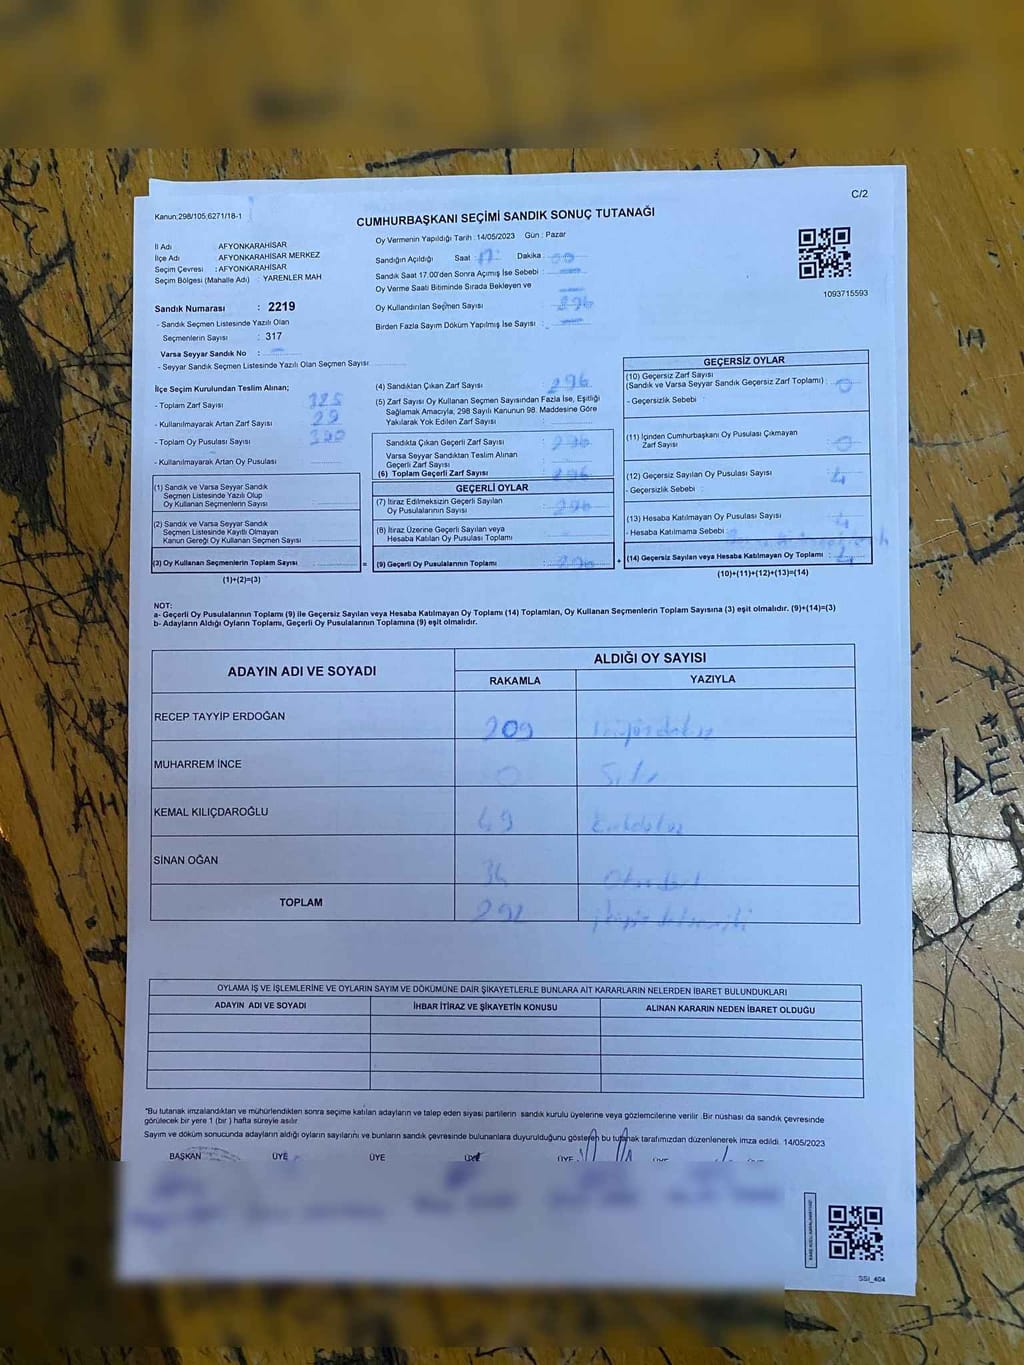 C/2
Kanun:298/105;6271/18-1
CUMHURBAŞKANI SEÇİMİ SANDIK SONUÇ TUTANAĞI
İl Adı : AFYONKARAHİSAR
İlçe Adı : AFYONKARAHİSAR MERKEZ
Seçim Çevresi : AFYONKARAHİSAR
Seçim Bölgesi (Mahalle Adı) : YARENLER MAH
Sandık Numarası : 2219
- Sandık Seçmen Listesinde Yazılı Olan
Seçmenlerin Sayısı : 317
Varsa Seyyar Sandık No :
- Seyyar Sandık Seçmen Listesinde Yazılı Olan Seçmen Sayısı
Oy Vermenin Yapıldığı Tarih : 14/05/2023 Gün : Pazar
Sandığın Açıldığı Saat : 17 Dakika :
Sandık Saat 17.00'den Sonra Açımış İse Sebebi :
Oy Verme Saati Bitiminde Sırada Bekleyen ve
Oy Kullandırılan Seçmen Sayısı : 296
Birden Fazla Sayım Döküm Yapılmış İse Sayısı :
1093715593
İlçe Seçim Kurulundan Teslim Alınan;
- Toplam Zarf Sayısı : 325
- Kullanılmayarak Artan Zarf Sayısı : 29
- Toplam Oy Pusulası Sayısı
- Kullanılmayarak Artan Oy Pusulası
(1) Sandık ve Varsa Seyyar Sandık
Seçmen Listesinde Yazılı Olup
Oy Kullanan Seçmenlerin Sayısı
(2) Sandık ve Varsa Seyyar Sandık
Seçmen Listesinde Kayıtlı Olmayan
Kanun Gereği Oy Kullanan Seçmen Sayısı
(3) Oy Kullanan Seçmenlerin Toplam Sayısı =
(1)+(2)=(3)
(4) Sandıktan Çıkan Zarf Sayısı : 296
(5) Zarf Sayısı Oy Kullanan Seçmen Sayısından Fazla İse, Eşitliği
Sağlamak Amacıyla, 298 Sayılı Kanunun 98. Maddesine Göre
Yakılarak Yok Edilen Zarf Sayısı :
Sandıkta Çıkan Geçerli Zarf Sayısı : 296
Varsa Seyyar Sandıktan Teslim Alınan
Geçerli Zarf Sayısı :
(6) Toplam Geçerli Zarf Sayısı : 296
GEÇERLİ OYLAR
(7) İtiraz Edilmeksizin Geçerli Sayılan
Oy Pusulalarının Sayısı
(8) İtiraz Üzerine Geçerli Sayılan veya
Hesaba Katılan Oy Pusulası Toplamı
(9) Geçerli Oy Pusulalarının Toplamı +
GEÇERSİZ OYLAR
(10) Geçersiz Zarf Sayısı
(Sandık ve Varsa Seyyar Sandık Geçersiz Zarf Toplamı) : 0
- Geçersizlik Sebebi :
(11) İçinden Cumhurbaşkanı Oy Pusulası Çıkmayan
Zarf Sayısı : 0
(12) Geçersiz Sayılan Oy Pusulası Sayısı : 4
- Geçersizlik Sebebi :
(13) Hesaba Katılmayan Oy Pusulası Sayısı :
- Hesaba Katılmama Sebebi :
(14) Geçersiz Sayılan veya Hesaba Katılmayan Oy Toplamı : 4
(10)+(11)+(12)+(13)=(14)
NOT:
a- Geçerli Oy Pusulalarının Toplamı (9) ile Geçersiz Sayılan veya Hesaba Katılmayan Oy Toplamı (14) Toplamları, Oy Kullanan Seçmenlerin Toplam Sayısına (3) eşit olmalıdır. (9)+(14)=(3)
b- Adayların Aldığı Oyların Toplamı, Geçerli Oy Pusulalarının Toplamına (9) eşit olmalıdır.
ADAYIN ADI VE SOYADI ALDIĞI OY SAYISI
RAKAMLA YAZIYLA
RECEP TAYYİP ERDOĞAN 209 ikiyüzdokuz
MUHARREM İNCE 0 Sıfır
KEMAL KILIÇDAROĞLU 49 kırkdokuz
SİNAN OĞAN 34 Otuzdört
TOPLAM 292 ikiyüz doksaniki
OYLAMA İŞ VE İŞLEMLERİNE VE OYLARIN SAYIM VE DÖKÜMÜNE DAİR ŞİKAYETLERLE BUNLARA AİT KARARLARIN NELERDEN İBARET BULUNDUKLARI
ADAYIN ADI VE SOYADI İHBAR İTİRAZ VE ŞİKAYETİN KONUSU ALINAN KARARIN NEDEN İBARET OLDUĞU
*Bu tutanak imzalandıktan ve mühürlendikten sonra seçime katılan adayların ve talep eden siyasi partilerin sandık kurulu üyelerine veya gözlemcilerine verilir .Bir nüshası da sandık çevresinde
görülecek bir yere 1 (bir ) hafta süreyle asılır
Sayım ve döküm sonucunda adayların aldığı oyların sayılarını ve bunların sandık çevresinde bulunanlara duyurulduğunu gösteren bu tutanak tarafımızdan düzenlenerek imza edildi. 14/05/2023
BAŞKAN ÜYE ÜYE ÜYE ÜYE ÜYE ÜYE
SSI_404